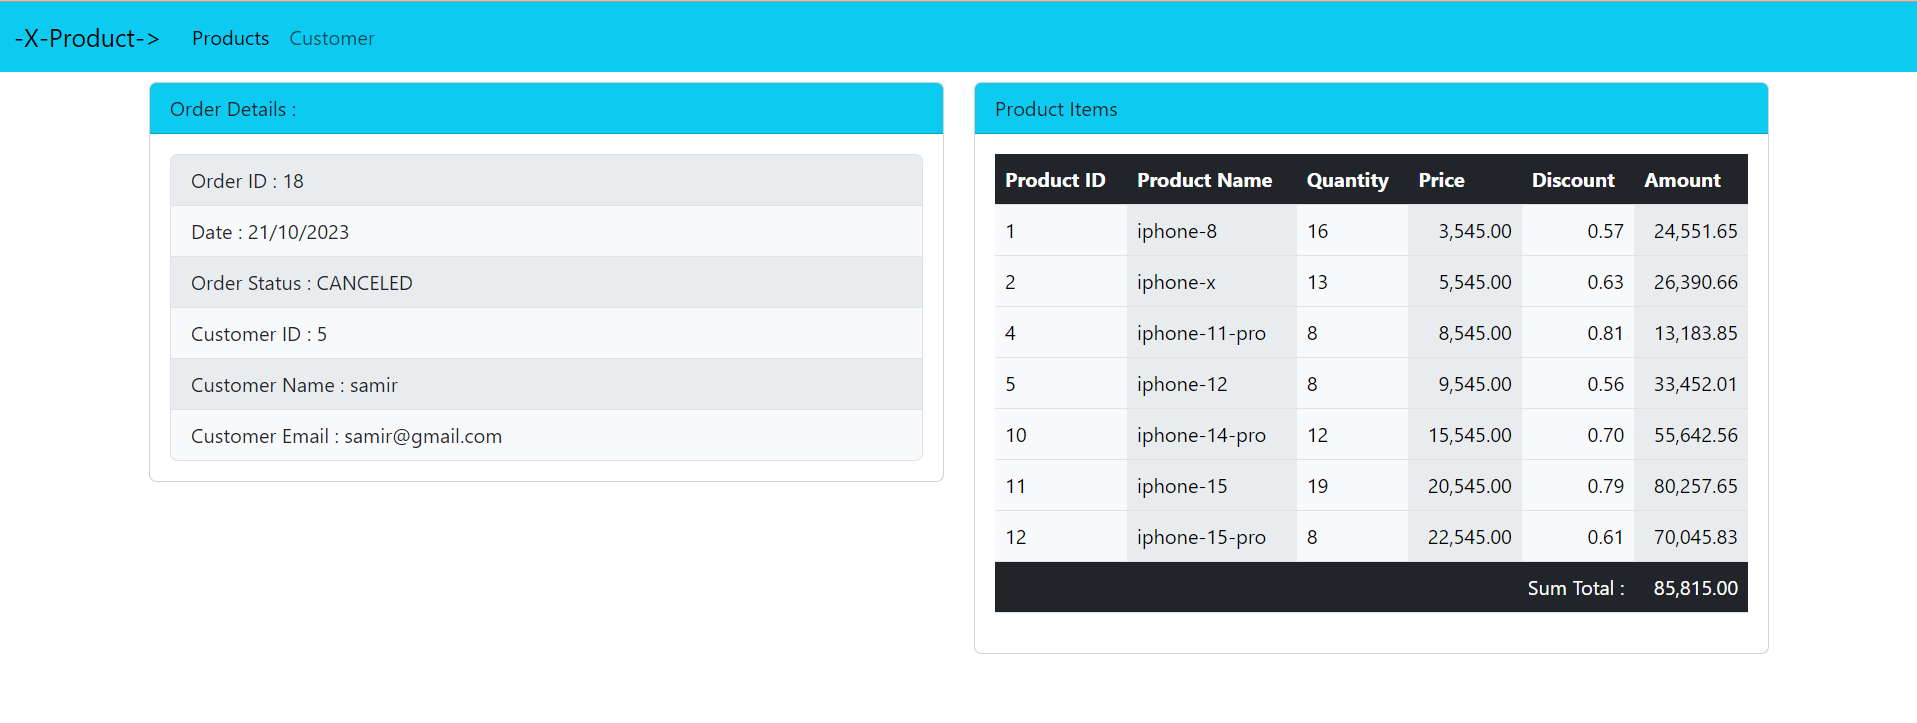 -X-Product-> Products Customer
Order Details :
Order ID : 18
Date : 21/10/2023
Order Status : CANCELED
Customer ID : 5
Customer Name : samir
Customer Email : samir@gmail.com
Product Items
Product ID Product Name Quantity Price Discount Amount
1 iphone-8 16 3,545.00 0.57 24,551.65
2 iphone-x 13 5,545.00 0.63 26,390.66
4 iphone-11-pro 8 8,545.00 0.81 13,183.85
5 iphone-12 8 9,545.00 0.56 33,452.01
10 iphone-14-pro 12 15,545.00 0.70 55,642.56
11 iphone-15 19 20,545.00 0.79 80,257.65
12 iphone-15-pro 8 22,545.00 0.61 70,045.83
Sum Total : 85,815.00